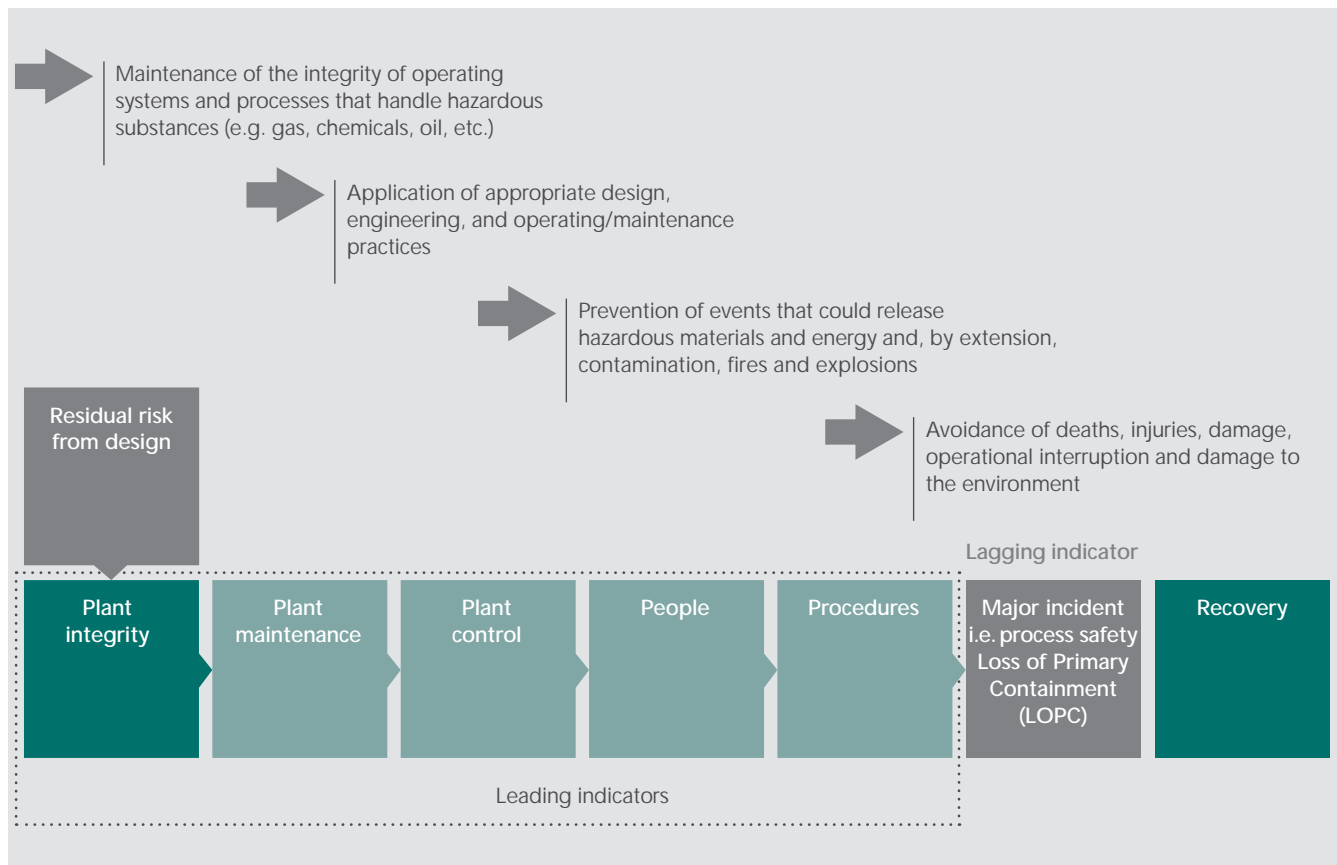 Maintenance of the integrity of operating
systems and processes that handle hazardous
substances (e.g. gas, chemicals, oil, etc.)
Application of appropriate design,
engineering, and operating/maintenance
practices
Prevention of events that could release
hazardous materials and energy and, by extension,
contamination, fires and explosions
Residual risk
from design
Avoidance of deaths, injuries, damage,
operational interruption and damage to
the environment
Lagging indicator
Plant
integrity
Plant
maintenance
Plant
control
People
Procedures
Major incident
i.e. process safety
Loss of Primary
Containment
(LOPC)
Recovery
Leading indicators